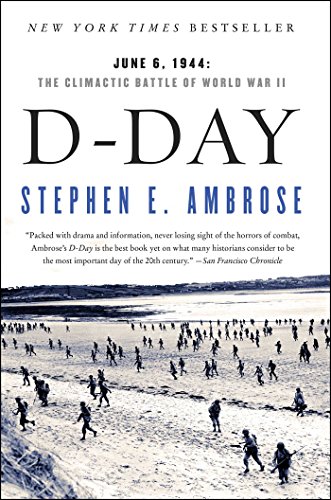 NEW YORK TIMES BESTSELLER
JUNE 6, 1944:
THE CLIMACTIC BATTLE OF WORLD WAR II
D-DAY
STEPHEN E. AMBROSE
"Packed with drama and information, never losing sight of the horrors of combat,
Ambrose's D-Day is the best book yet on what many historians consider to be
the most important day of the 20th century." —San Francisco Chronicle